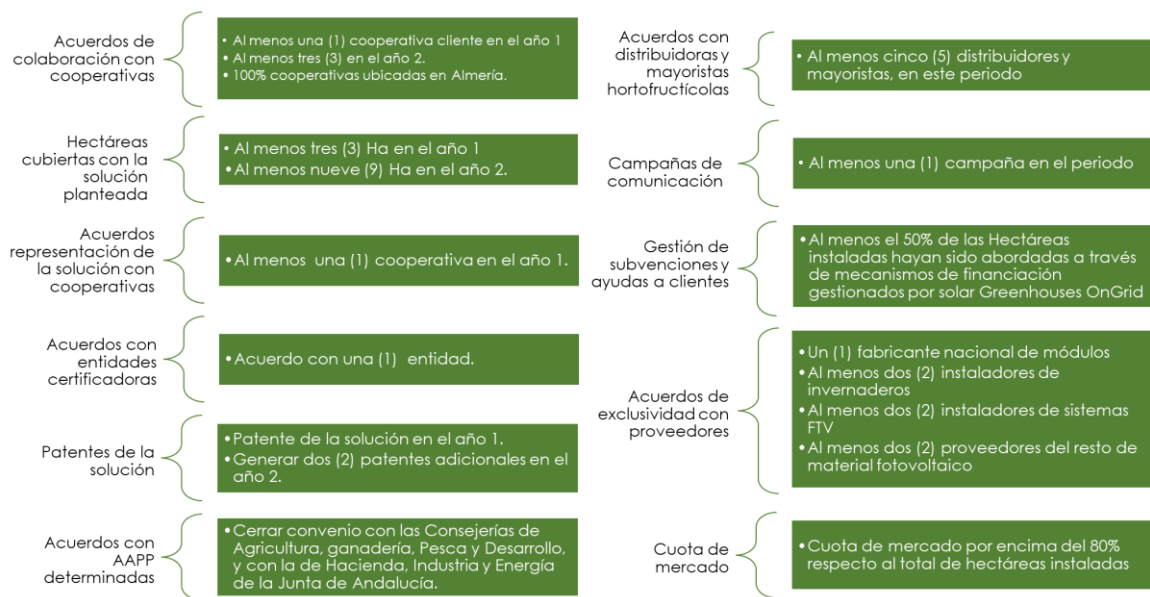 Acuerdos de
colaboración con
cooperativas
• Al menos una (1) cooperativa cliente en el año 1
• Al menos tres (3) en el año 2.
• 100% cooperativas ubicadas en Almería.
Hectáreas
cubiertas con la
solución
planteada
• Al menos tres (3) Ha en el año 1
• Al menos nueve (9) Ha en el año 2.
Acuerdos
representación de
la solución con
cooperativas
• Al menos una (1) cooperativa en el año 1.
Acuerdos con
entidades
certificadoras
• Acuerdo con una (1) entidad.
Patentes de la
solución
• Patente de la solución en el año 1.
• Generar dos (2) patentes adicionales en el
año 2.
Acuerdos con
AAPP
determinadas
• Cerrar convenio con las Consejerías de
Agricultura, ganadería, Pesca y Desarrollo,
y con la de Hacienda, Industria y Energía
de la Junta de Andalucía.
Acuerdos con
distribuidoras y
mayoristas
hortofructícolas
• Al menos cinco (5) distribuidores y
mayoristas, en este periodo
Campañas de
comunicación
• Al menos una (1) campaña en el periodo
Gestión de
subvenciones y
ayudas a clientes
• Al menos el 50% de las Hectáreas
instaladas hayan sido abordadas a través
de mecanismos de financiación
gestionados por solar Greenhouses OnGrid
Acuerdos de
exclusividad con
proveedores
• Un (1) fabricante nacional de módulos
• Al menos dos (2) instaladores de
invernaderos
• Al menos dos (2) instaladores de sistemas
FTV
• Al menos dos (2) proveedores del resto de
material fotovoltaico
Cuota de
mercado
• Cuota de mercado por encima del 80%
respecto al total de hectáreas instaladas